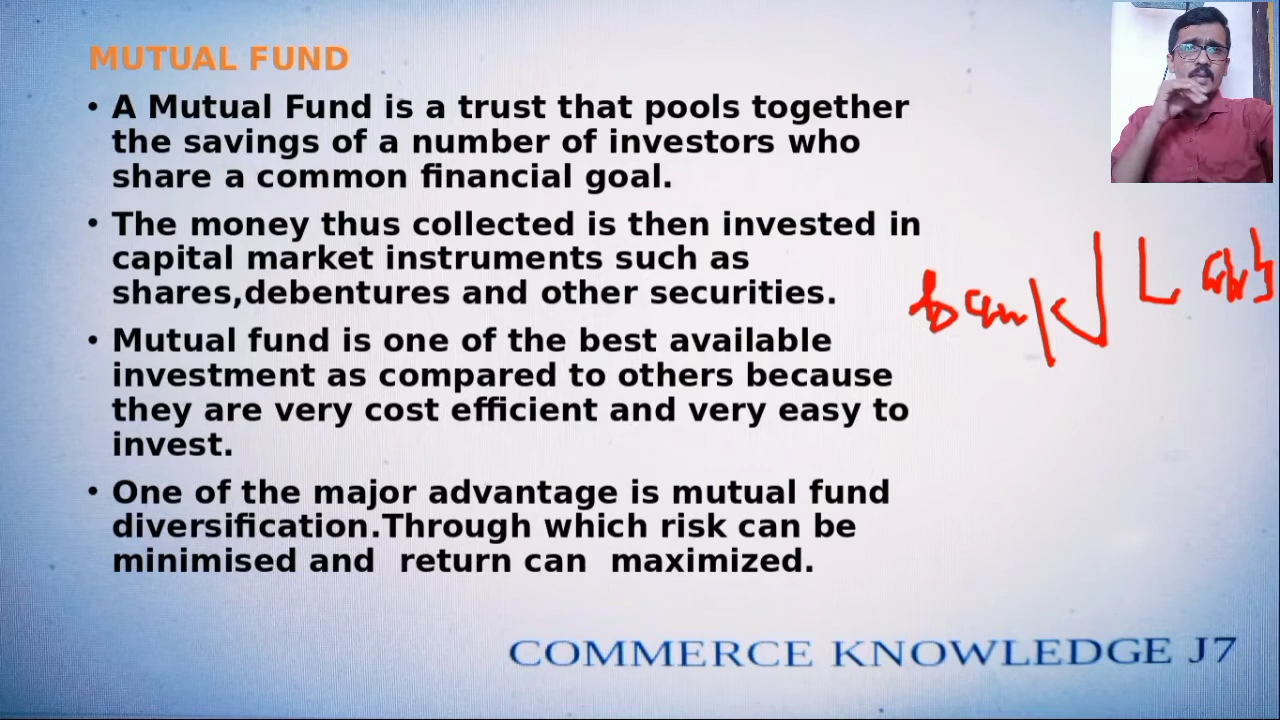 MUTUAL FUND
• A Mutual Fund is a trust that pools together
the savings of a number of investors who
share a common financial goal.
• The money thus collected is then invested in
capital market instruments such as
shares,debentures and other securities.
• Mutual fund is one of the best available
investment as compared to others because
they are very cost efficient and very easy to
invest.
• One of the major advantage is mutual fund
diversification.Through which risk can be
minimised and  return can  maximized.
bank
COMMERCE KNOWLEDGE J7